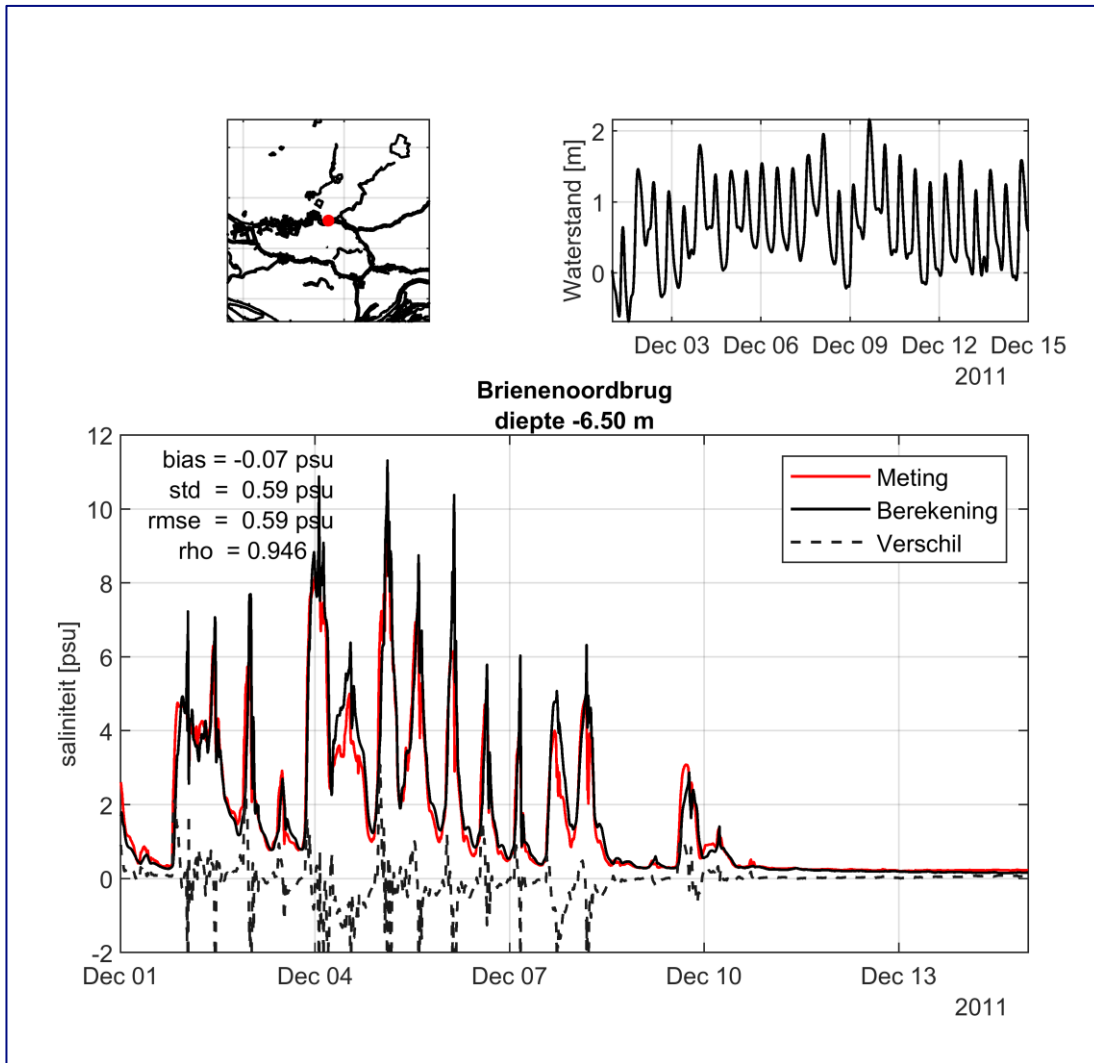 Waterstand [m]
2
1
0
Dec 03 Dec 06 Dec 09 Dec 12 Dec 15
2011
Brienenoordbrug
diepte -6.50 m
saliniteit [psu]
12
10
8
6
4
2
0
-2
bias = -0.07 psu
std = 0.59 psu
rmse = 0.59 psu
rho = 0.946
Meting
Berekening
Verschil
Dec 01 Dec 04 Dec 07 Dec 10 Dec 13
2011